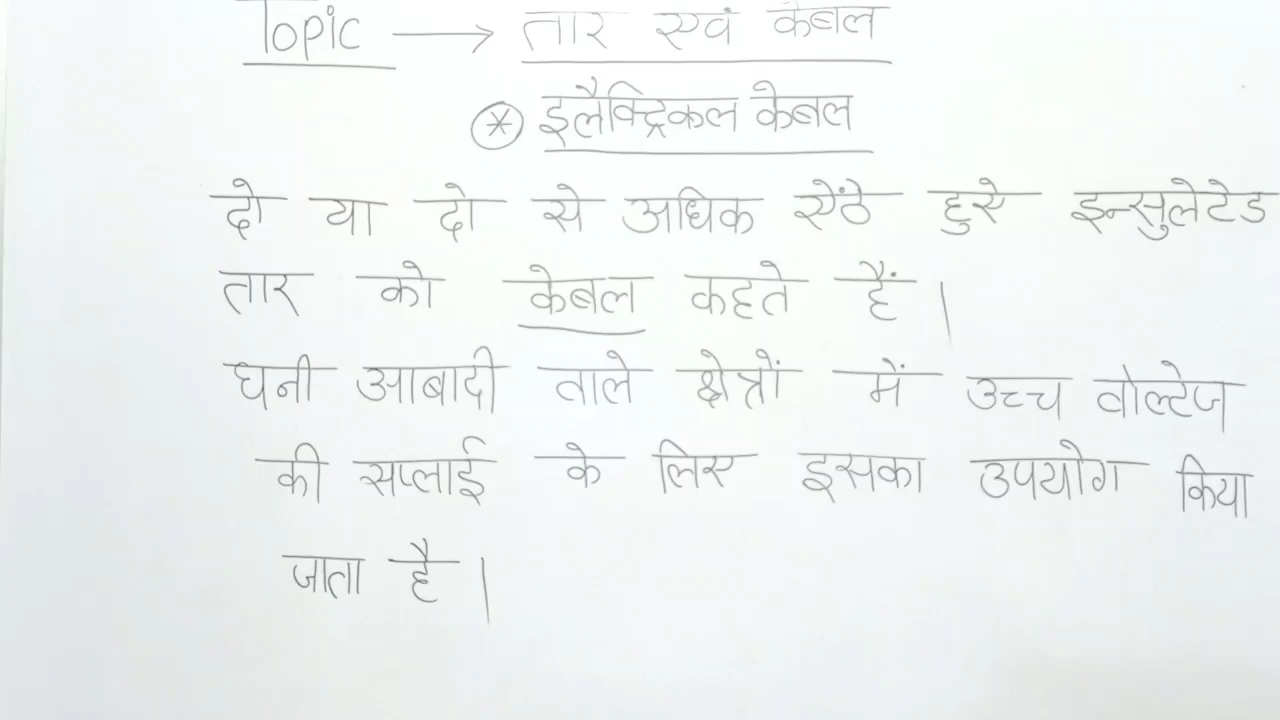 Topic → तार एवं केबल
* इलैक्ट्रिकल केबल
दो या दो से अधिक ऐंठे हुए इन्सुलेटेड
तार को केबल कहते हैं।
घनी आबादी वाले क्षेत्रों में उच्च वोल्टेज
की सप्लाई के लिए इसका उपयोग किया
जाता है।